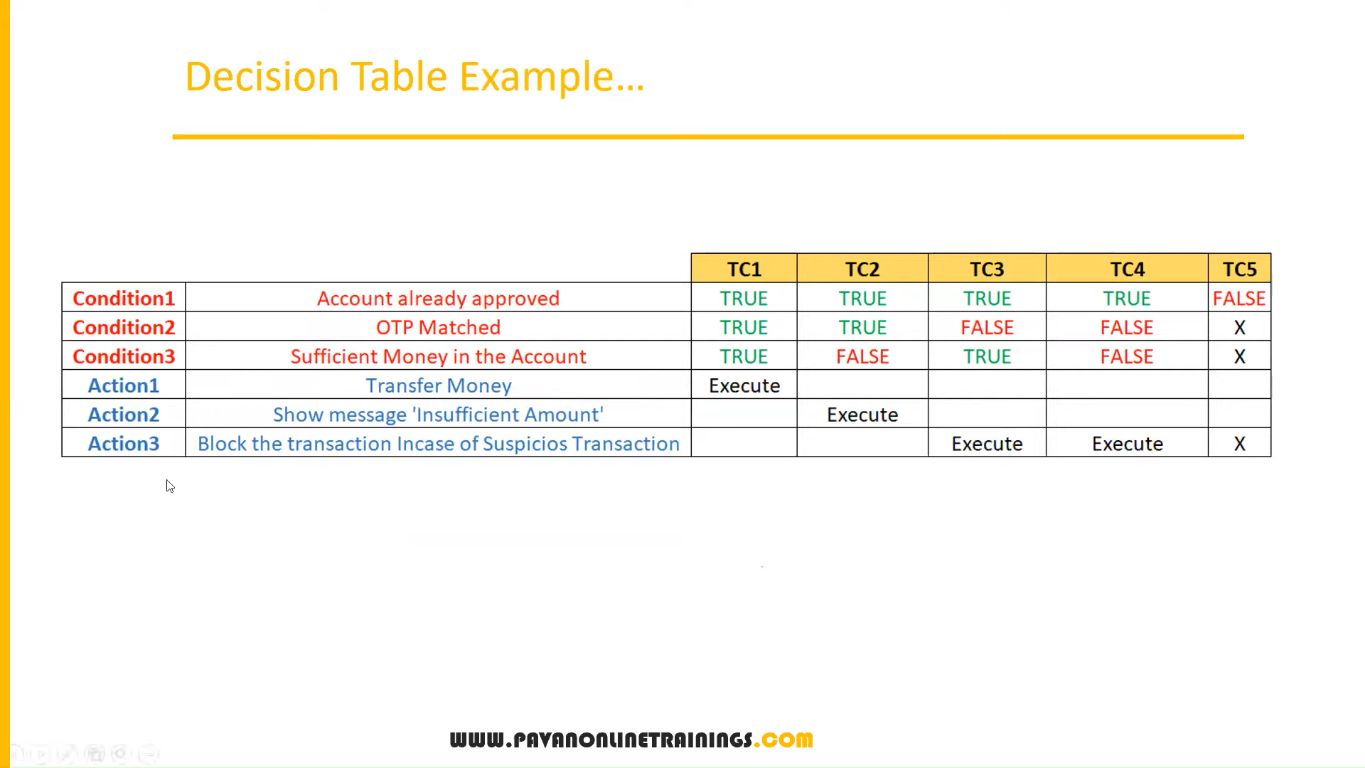 Decision Table Example...
TC1 TC2 TC3 TC4 TC5
Condition1 Account already approved TRUE TRUE TRUE TRUE FALSE
Condition2 OTP Matched TRUE TRUE FALSE FALSE X
Condition3 Sufficient Money in the Account TRUE FALSE TRUE FALSE X
Action1 Transfer Money Execute
Action2 Show message 'Insufficient Amount' Execute
Action3 Block the transaction Incase of Suspicios Transaction Execute Execute X
WWW.PAVANONLINETRAININGS.COM